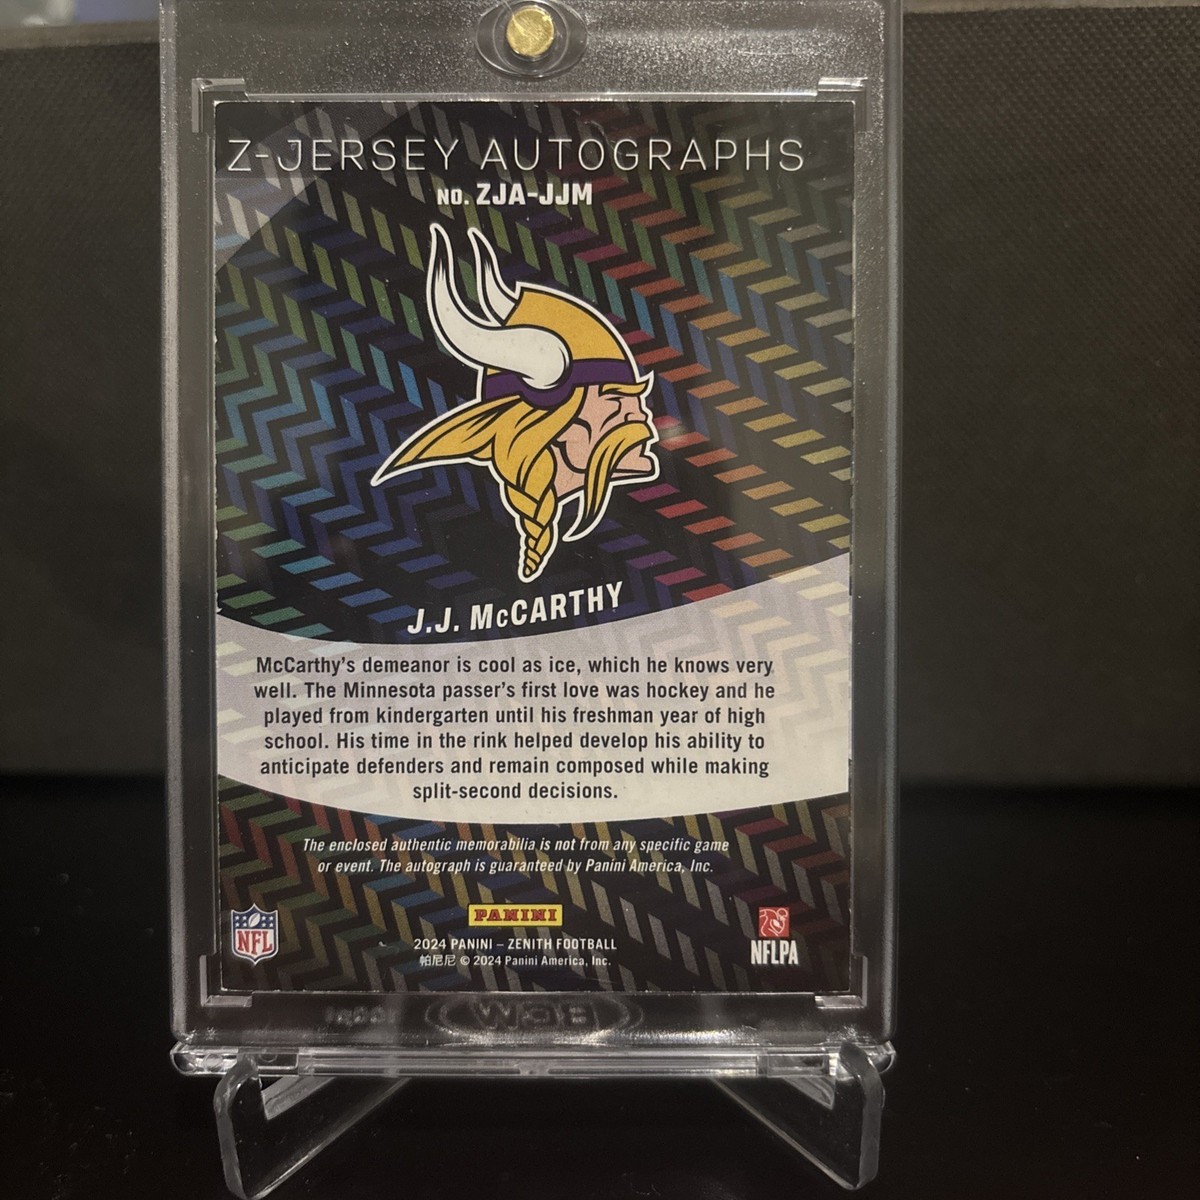 Z-JERSEY AUTOGRAPHS
NO. ZJA-JJM
J.J. McCARTHY
McCarthy's demeanor is cool as ice, which he knows very
well. The Minnesota passer's first love was hockey and he
played from kindergarten until his freshman year of high
school. His time in the rink helped develop his ability to
anticipate defenders and remain composed while making
split-second decisions.
The enclosed authentic memorabilia is not from any specific game
or event. The autograph is guaranteed by Panini America, Inc.
PANINI
NFL
2024 PANINI – ZENITH FOOTBALL
帕尼尼 © 2024 Panini America, Inc.
NFLPA